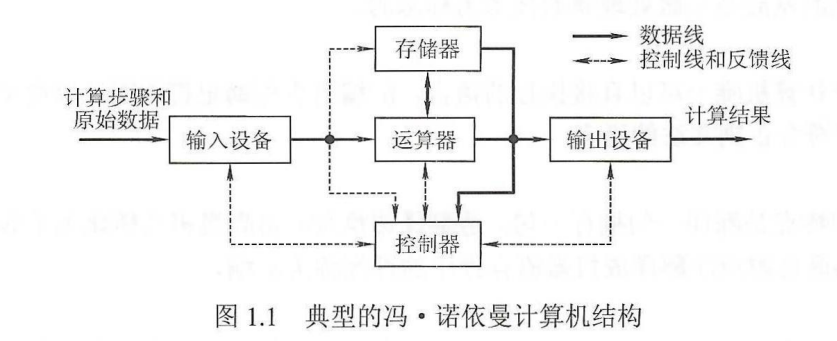 存储器
数据线
控制线和反馈线
计算步骤和
原始数据
输入设备
运算器
输出设备
计算结果
控制器
图 1.1 典型的冯·诺依曼计算机结构